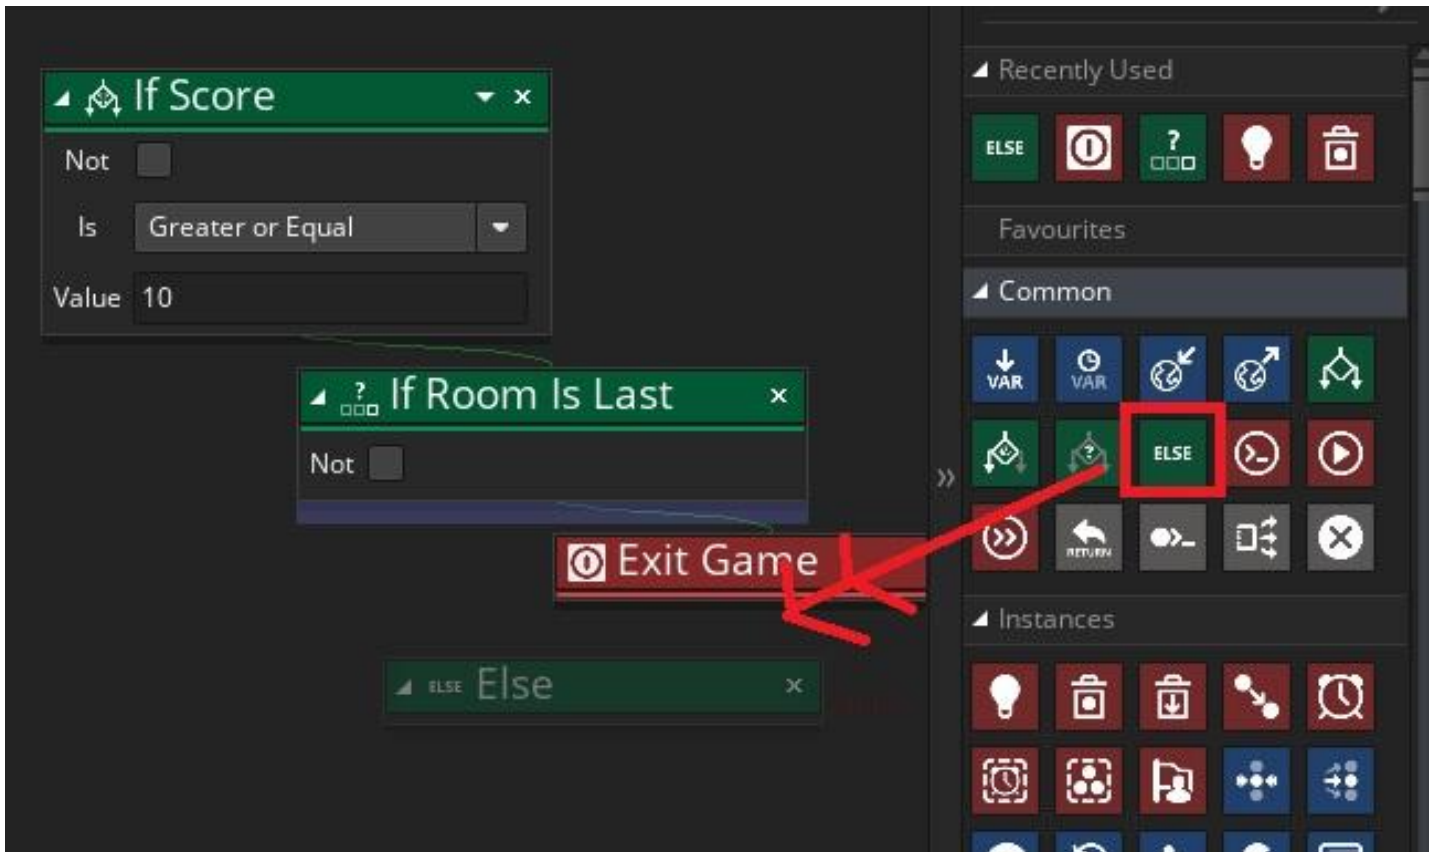 If Score
Not
Is Greater or Equal
Value 10
? If Room Is Last
Not
Exit Game
ELSE Else
Recently Used
ELSE ?
Favourites
Common
VAR VAR
? ELSE
RETURN
Instances